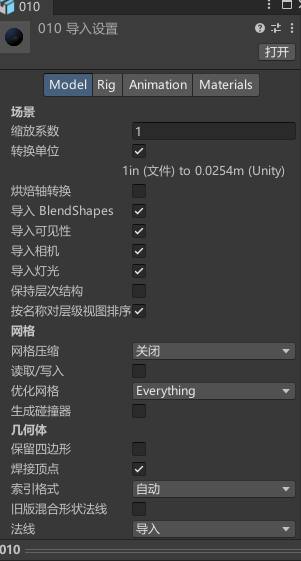 010
010 导入设置
打开
Model Rig Animation Materials
场景
缩放系数 1
转换单位
1in (文件) to 0.0254m (Unity)
烘焙轴转换
导入 BlendShapes
导入可见性
导入相机
导入灯光
保持层次结构
按名称对层级视图排序
网格
网格压缩 关闭
读取/写入
优化网格 Everything
生成碰撞器
几何体
保留四边形
焊接顶点
索引格式 自动
旧版混合形状法线
法线 导入
010